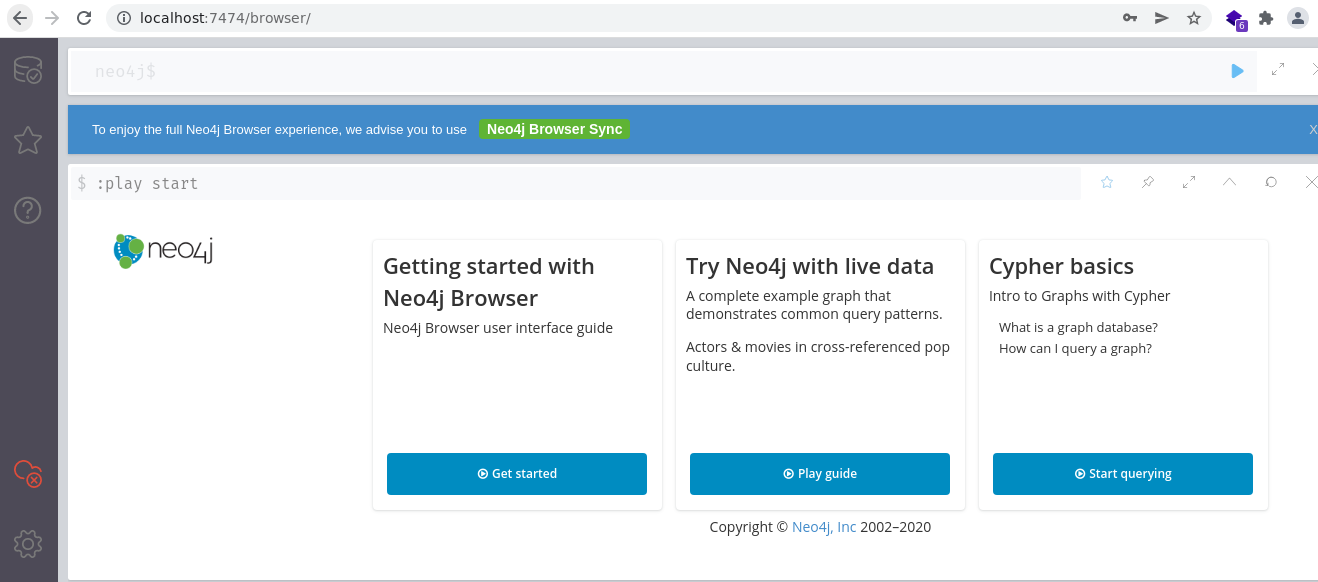 localhost:7474/browser/
6
neo4j$
To enjoy the full Neo4j Browser experience, we advise you to use Neo4j Browser Sync
X
$ :play start
neo4j
Getting started with
Neo4j Browser
Neo4j Browser user interface guide
Get started
Try Neo4j with live data
A complete example graph that
demonstrates common query patterns.
Actors & movies in cross-referenced pop
culture.
Play guide
Cypher basics
Intro to Graphs with Cypher
What is a graph database?
How can I query a graph?
Start querying
Copyright © Neo4j, Inc 2002–2020